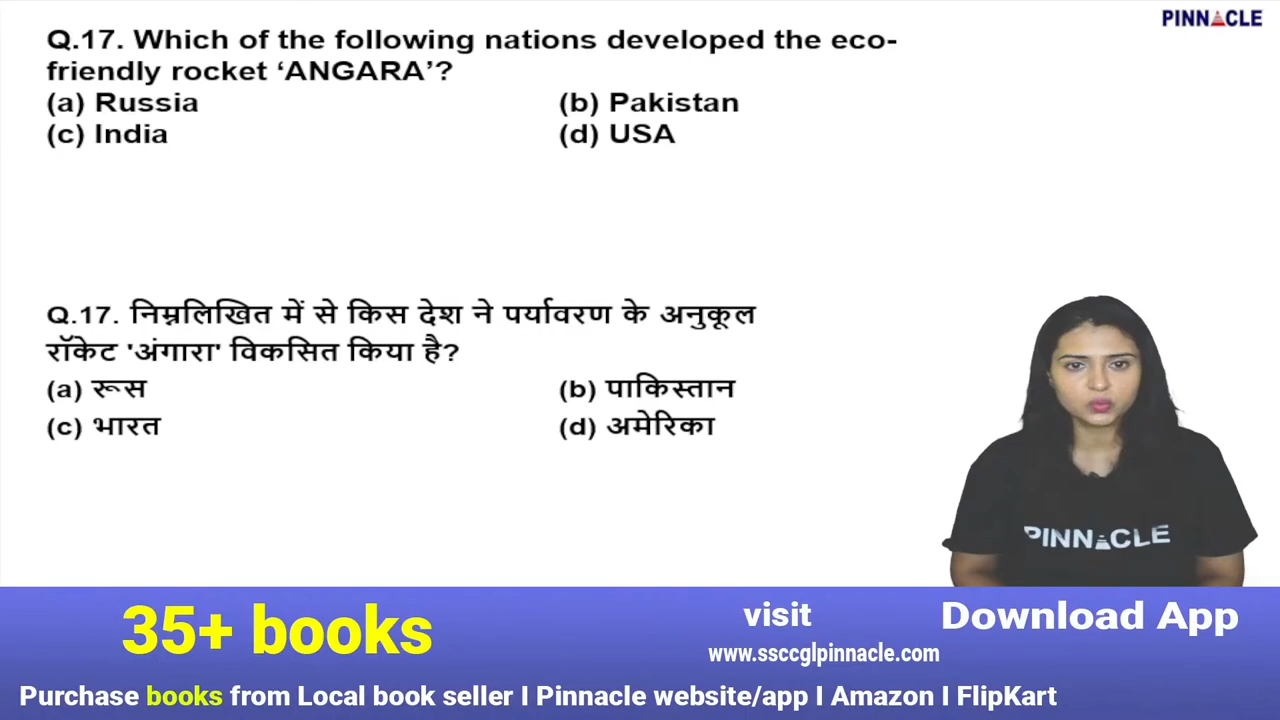 PINNACLE
Q.17. Which of the following nations developed the eco-
friendly rocket ‘ANGARA’?
(a) Russia (b) Pakistan
(c) India (d) USA
Q.17. निम्नलिखित में से किस देश ने पर्यावरण के अनुकूल
रॉकेट 'अंगारा' विकसित किया है?
(a) रूस (b) पाकिस्तान
(c) भारत (d) अमेरिका
PINNACLE
35+ books
visit
www.ssccglpinnacle.com
Download App
Purchase books from Local book seller I Pinnacle website/app I Amazon I FlipKart